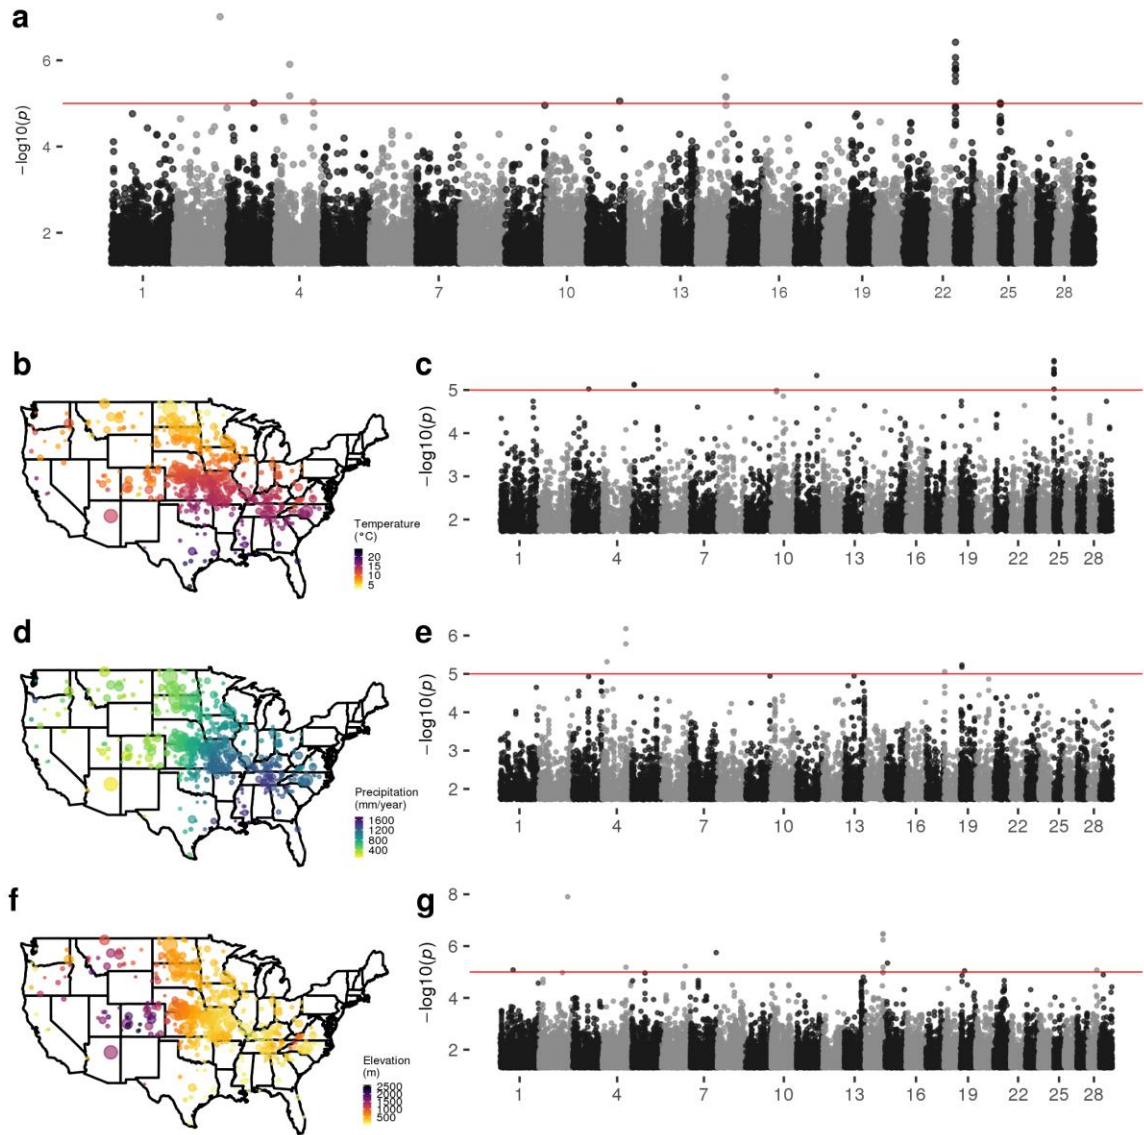 a
6
4
2
−log10(p)
1 4 7 10 13 16 19 22 25 28
b
Temperature
(°C)
20
15
10
5
c
5
4
3
2
−log10(p)
1 4 7 10 13 16 19 22 25 28
d
Precipitation
(mm/year)
1600
1200
800
400
e
6
5
4
3
2
−log10(p)
1 4 7 10 13 16 19 22 25 28
f
Elevation
(m)
2500
2000
1500
1000
500
g
8
6
4
2
−log10(p)
1 4 7 10 13 16 19 22 25 28